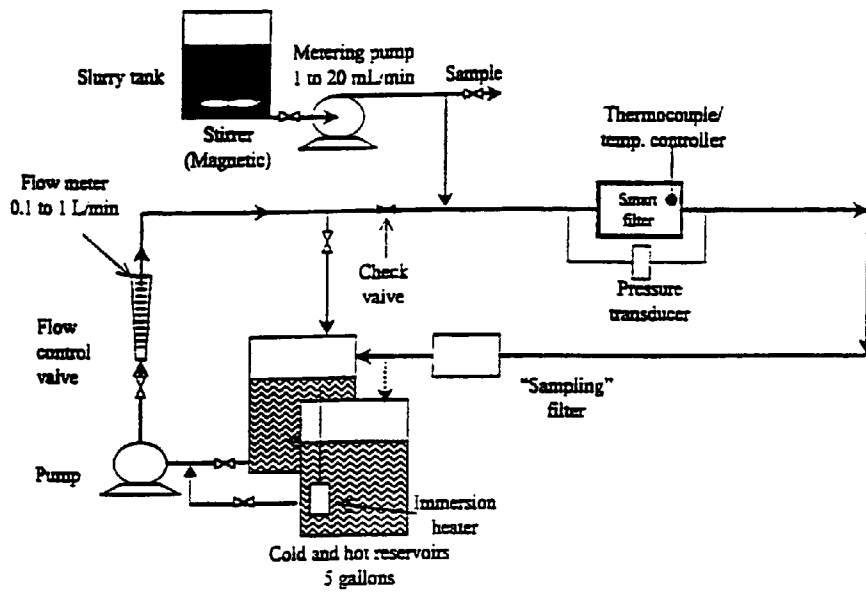 Slurry tank
Metering pump
1 to 20 mL/min
Sample
Stirrer
(Magnetic)
Thermocouple/
temp. controller
Flow meter
0.1 to 1 L/min
Smart
filter
Check
valve
Pressure
transducer
Flow
control
valve
"Sampling"
filter
Pump
Immersion
heater
Cold and hot reservoirs
5 gallons